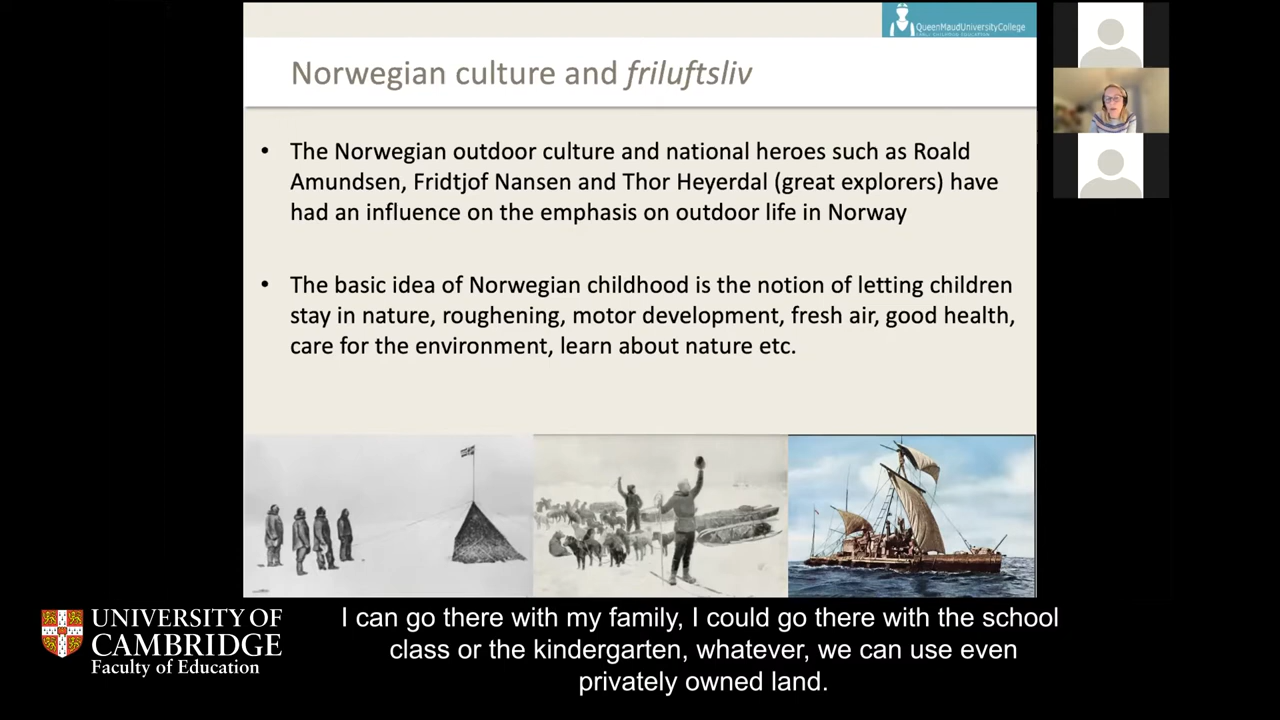 QueenMaudUniversityCollege
Norwegian culture and friluftsliv
• The Norwegian outdoor culture and national heroes such as Roald
Amundsen, Fridtjof Nansen and Thor Heyerdal (great explorers) have
had an influence on the emphasis on outdoor life in Norway
• The basic idea of Norwegian childhood is the notion of letting children
stay in nature, roughening, motor development, fresh air, good health,
care for the environment, learn about nature etc.
UNIVERSITY OF
CAMBRIDGE
Faculty of Education
I can go there with my family, I could go there with the school
class or the kindergarten, whatever, we can use even
privately owned land.